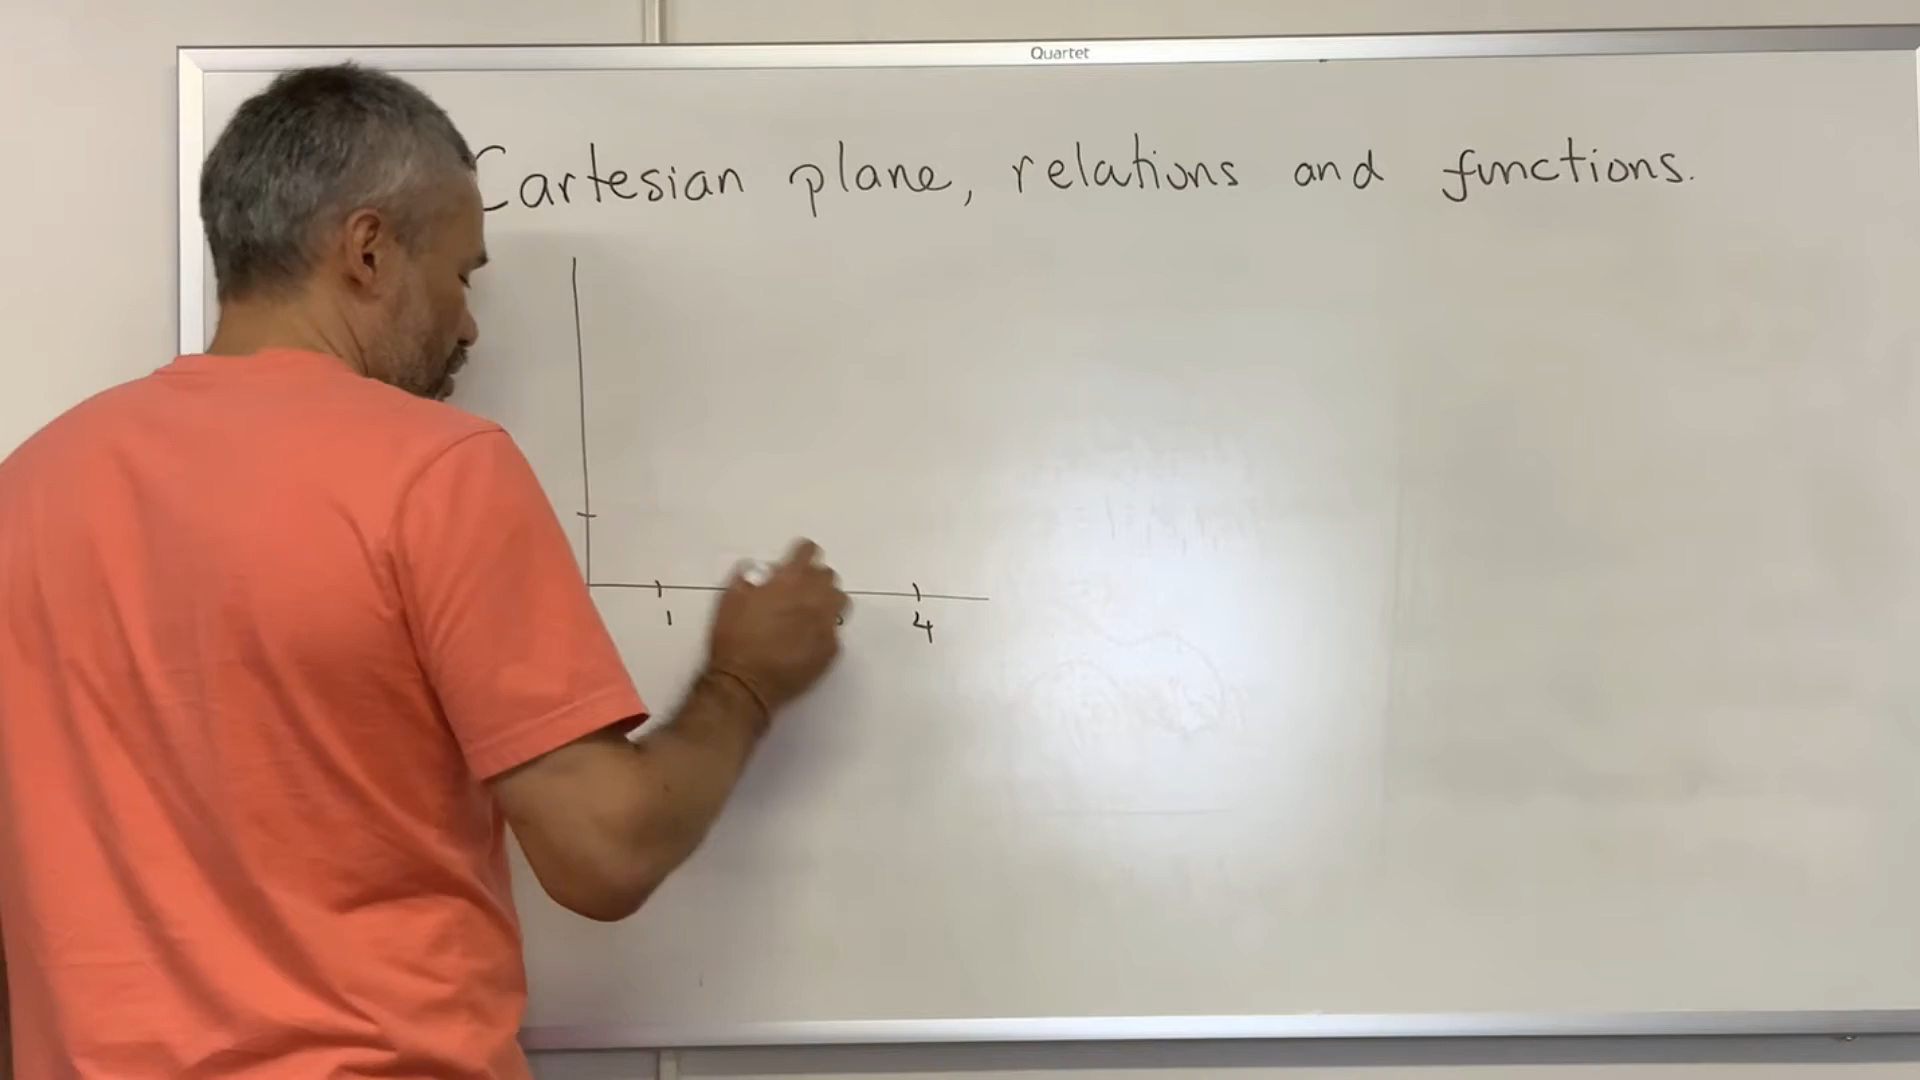 Quartet
Cartesian plane, relations and functions.
1 4